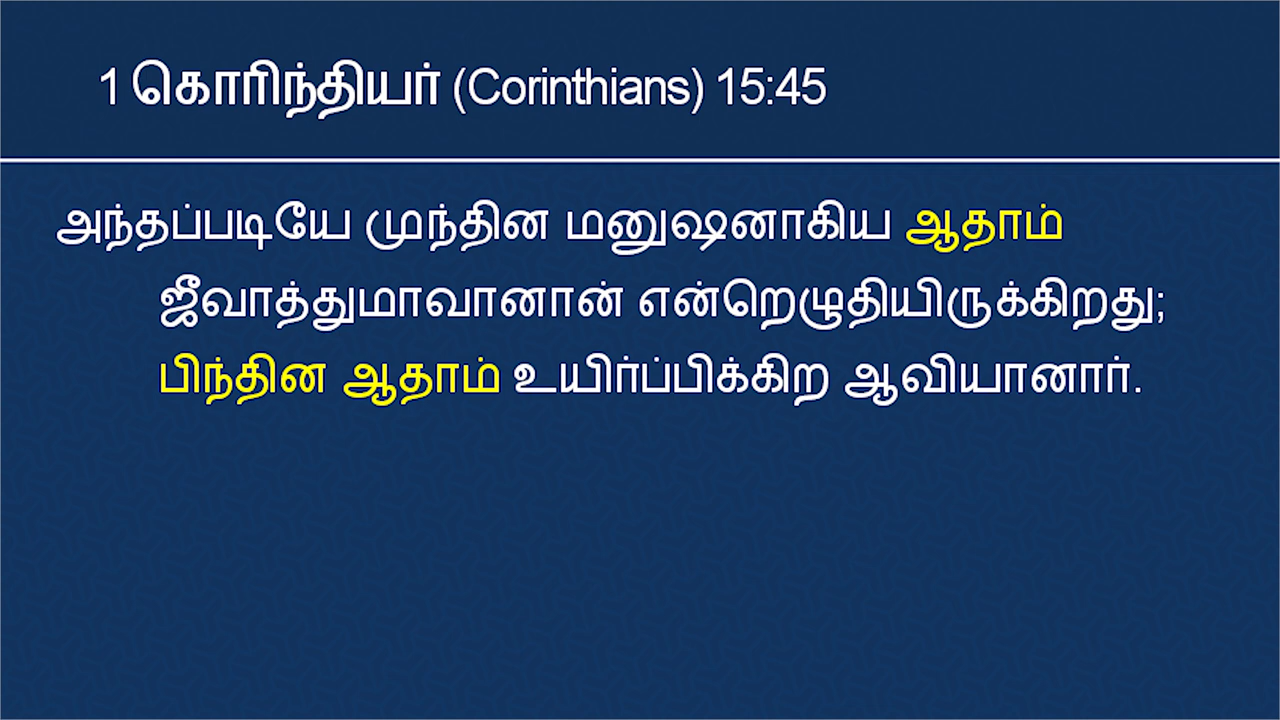 1 கொரிந்தியர் (Corinthians) 15:45
அந்தப்படியே முந்தின மனுஷனாகிய ஆதாம்
ஜீவாத்துமாவானான் என்றெழுதியிருக்கிறது;
பிந்தின ஆதாம் உயிர்ப்பிக்கிற ஆவியானார்.